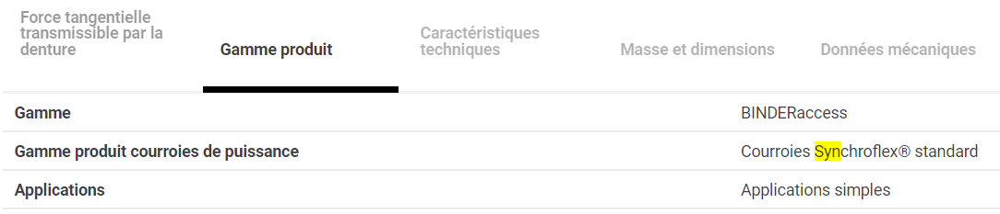 Force tangentielle
transmissible par la
denture
Gamme produit
Caractéristiques
techniques
Masse et dimensions
Données mécaniques
Gamme BINDERaccess
Gamme produit courroies de puissance Courroies Synchroflex® standard
Applications Applications simples